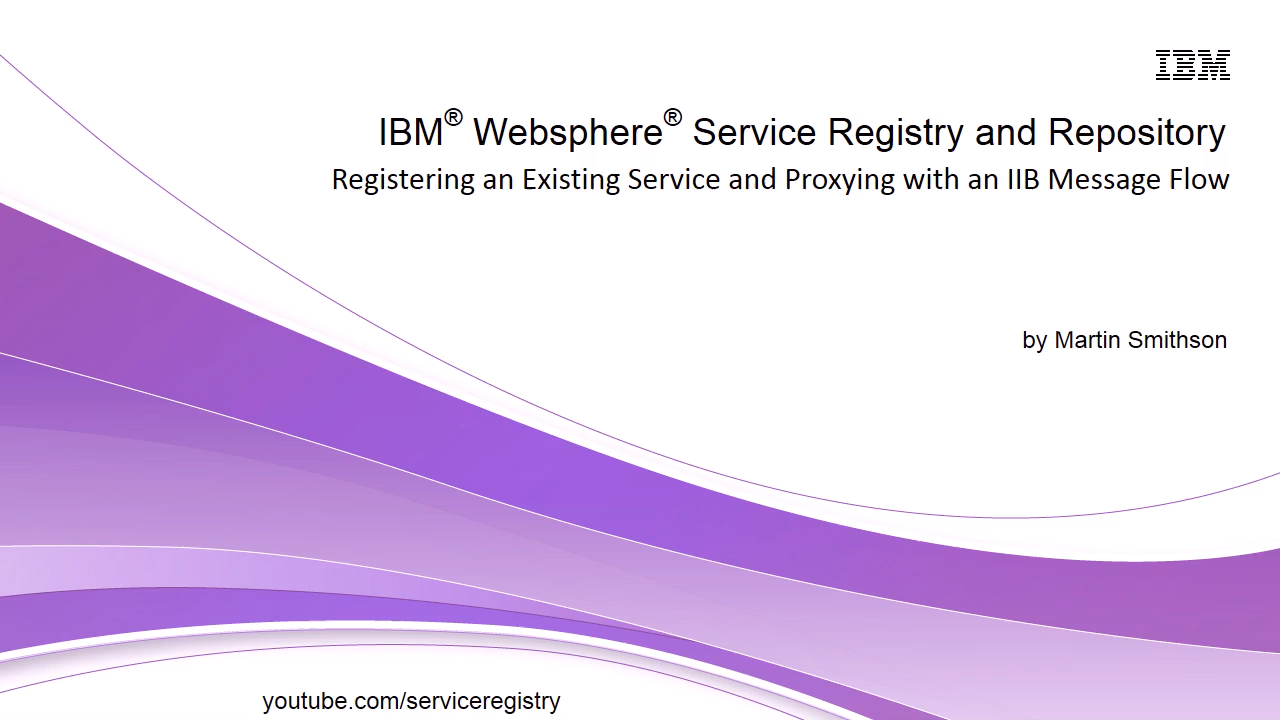 IBM
IBM® Websphere® Service Registry and Repository
Registering an Existing Service and Proxying with an IIB Message Flow
by Martin Smithson
youtube.com/serviceregistry